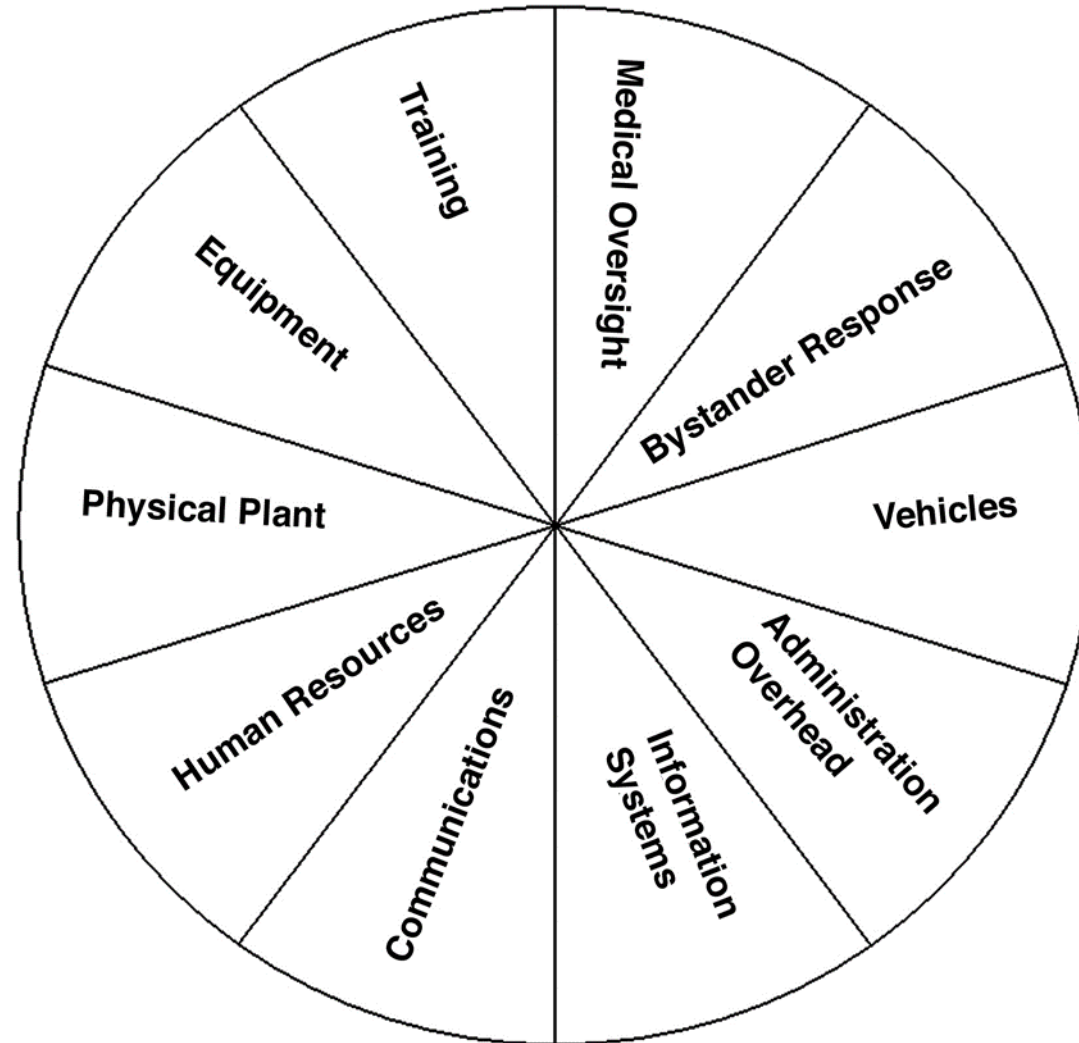 Medical Oversight
Bystander Response
Vehicles
Administration
Overhead
Information
Systems
Communications
Human Resources
Physical Plant
Equipment
Training